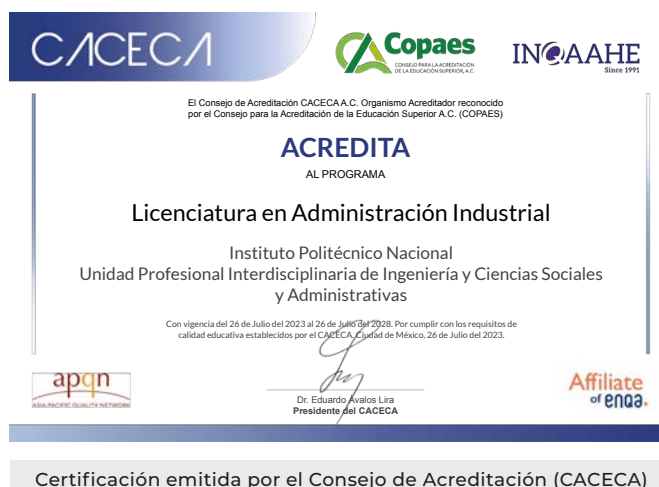 CACECA
Copaes
CONSEJO PARA LA ACREDITACIÓN
DE LA EDUCACIÓN SUPERIOR, A.C.
INQAAHE
Since 1991
El Consejo de Acreditación CACECA A.C. Organismo Acreditador reconocido
por el Consejo para la Acreditación de la Educación Superior A.C. (COPAES)
ACREDITA
AL PROGRAMA
Licenciatura en Administración Industrial
Instituto Politécnico Nacional
Unidad Profesional Interdisciplinaria de Ingeniería y Ciencias Sociales
y Administrativas
Con vigencia del 26 de Julio del 2023 al 26 de Julio del 2028. Por cumplir con los requisitos de
calidad educativa establecidos por el CACECA. Ciudad de México, 26 de Julio del 2023.
apqn
ASIA-PACIFIC QUALITY NETWORK
Dr. Eduardo Ávalos Lira
Presidente del CACECA
Affiliate
of enqa.
Certificación emitida por el Consejo de Acreditación (CACECA)